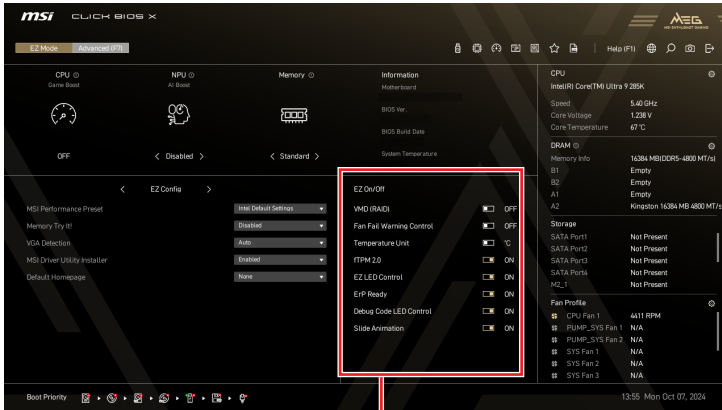 msi CLICK BIOS X
MEG
MSI ENTHUSIAST GAMING
EZ Mode Advanced (F7)
Help (F1)
CPU
Game Boost
OFF
NPU
AI Boost
Disabled
Memory
Standard
Information
Motherboard
BIOS Ver.
BIOS Build Date
System Temperature
EZ Config
MSI Performance Preset Intel Default Settings
Memory Try It! Disabled
VGA Detection Auto
MSI Driver Utility Installer Enabled
Default Homepage None
EZ On/Off
VMD (RAID) OFF
Fan Fail Warning Control OFF
Temperature Unit °C
fTPM 2.0 ON
EZ LED Control ON
ErP Ready ON
Debug Code LED Control ON
Slide Animation ON
CPU
Intel(R) Core(TM) Ultra 9 285K
Speed 5.40 GHz
Core Voltage 1.238 V
Core Temperature 67 °C
DRAM
Memory Info 16384 MB(DDR5-4800 MT/s)
B1 Empty
B2 Empty
A1 Empty
A2 Kingston 16384 MB 4800 MT/s
Storage
SATA Port1 Not Present
SATA Port2 Not Present
SATA Port3 Not Present
SATA Port4 Not Present
M2_1 Not Present
Fan Profile
CPU Fan 1 4411 RPM
PUMP_SYS Fan 1 N/A
PUMP_SYS Fan 2 N/A
SYS Fan 1 N/A
SYS Fan 2 N/A
SYS Fan 3 N/A
Boot Priority
13:55 Mon Oct 07, 2024